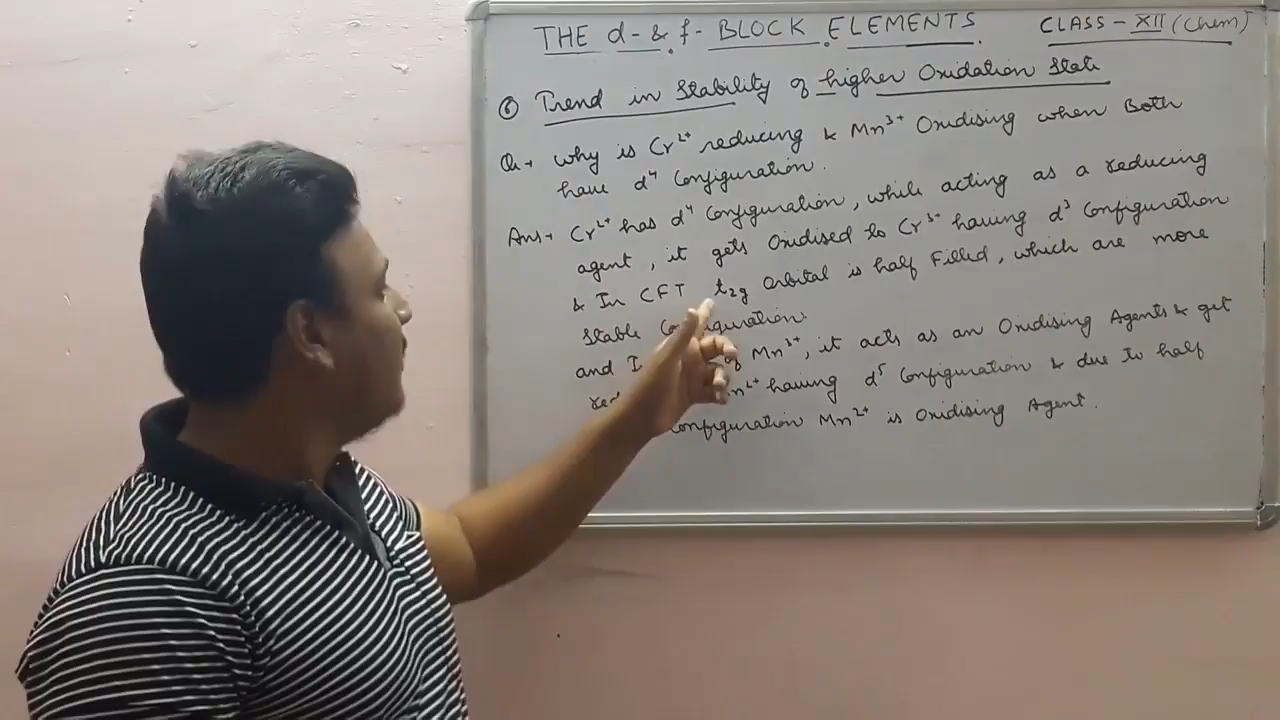 THE d- & f- BLOCK ELEMENTS. CLASS - XII (Chem)
⑥ Trend in Stability of higher Oxidation State
Q1→ why is Cr²⁺ reducing & Mn³⁺ Oxidising when Both
have d⁴ Configuration.
Ans→ Cr²⁺ has d⁴ Configuration, while acting as a reducing
agent, it gets Oxidised to Cr³⁺ having d³ Configuration
& In CFT t₂g Orbital is half Filled, which are more
Stable
and of Mn³⁺, it acts as an Oxidising Agents & get
having d⁵ Configuration & due to half
Configuration Mn²⁺ is Oxidising Agent.